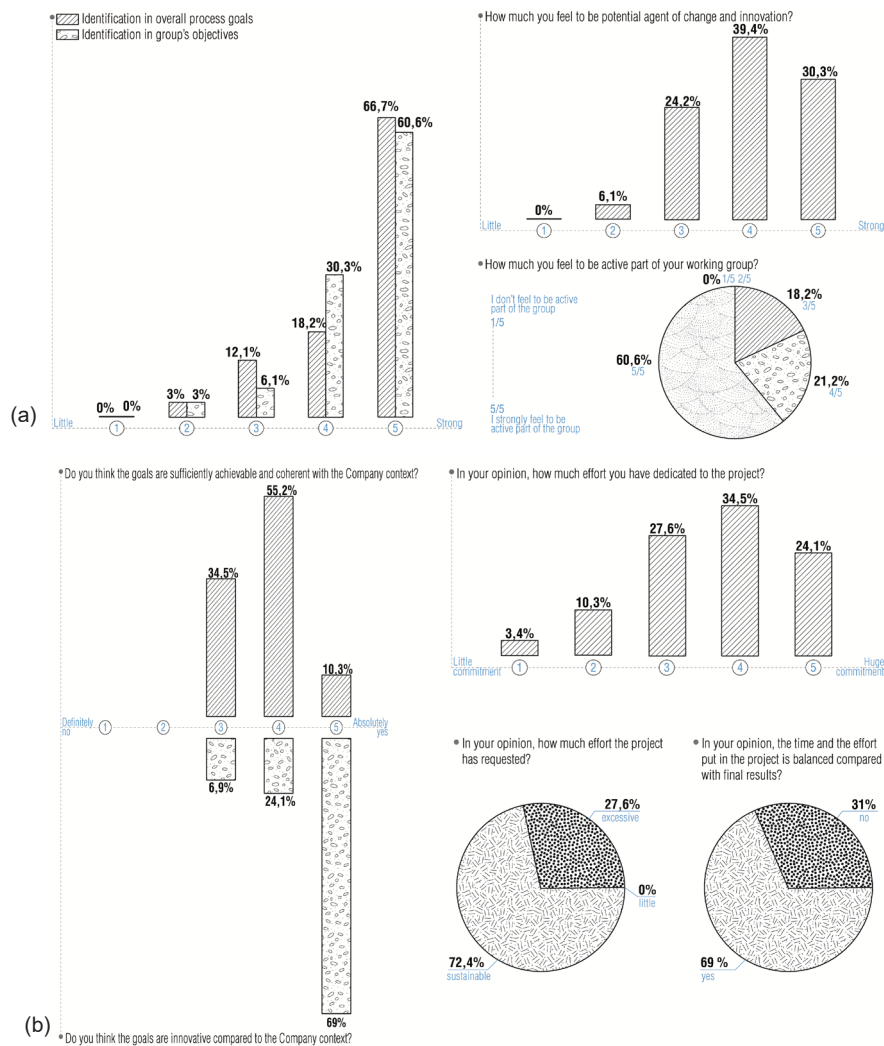 Identification in overall process goals
Identification in group's objectives
66,7%
60,6%
30,3%
18,2%
12,1%
6,1%
3% 3%
0% 0%
Little
1 2 3 4 5
Strong
(a)
How much you feel to be potential agent of change and innovation?
39,4%
30,3%
24,2%
6,1%
0%
Little
1 2 3 4 5
Strong
How much you feel to be active part of your working group?
0% 1/5 2/5
18,2%
3/5
21,2%
4/5
60,6%
5/5
I don't feel to be active
part of the group
1/5
5/5
I strongly feel to be
active part of the group
Do you think the goals are sufficiently achievable and coherent with the Company context?
55,2%
34,5%
10,3%
Definitely
no
1 2 3 4 5
Absolutely
yes
6,9%
24,1%
69%
(b)
Do you think the goals are innovative compared to the Company context?
In your opinion, how much effort you have dedicated to the project?
34,5%
27,6%
24,1%
10,3%
3,4%
Little
commitment
1 2 3 4 5
Huge
commitment
In your opinion, how much effort the project
has requested?
27,6%
excessive
0%
little
72,4%
sustainable
In your opinion, the time and the effort
put in the project is balanced compared
with final results?
31%
no
69 %
yes